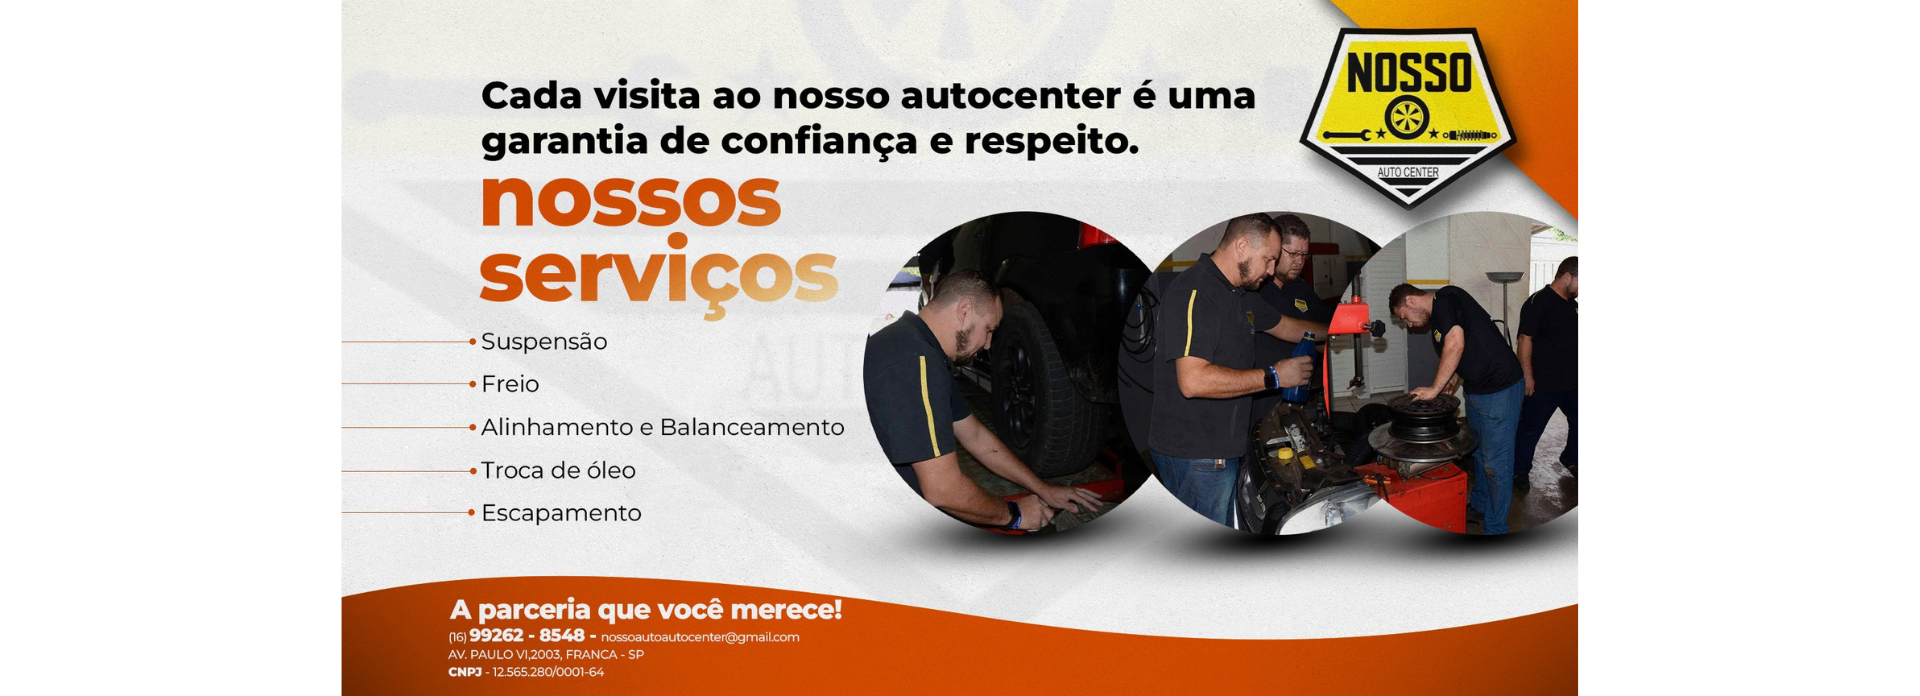 Cada visita ao nosso autocenter é uma
garantia de confiança e respeito.
nossos
serviços
NOSSO
AUTO CENTER
Suspensão
Freio
Alinhamento e Balanceamento
Troca de óleo
Escapamento
A parceria que você merece!
(16) 99262 - 8548 - nossoautoautocenter@gmail.com
AV. PAULO VI,2003, FRANCA - SP
CNPJ - 12.565.280/0001-64